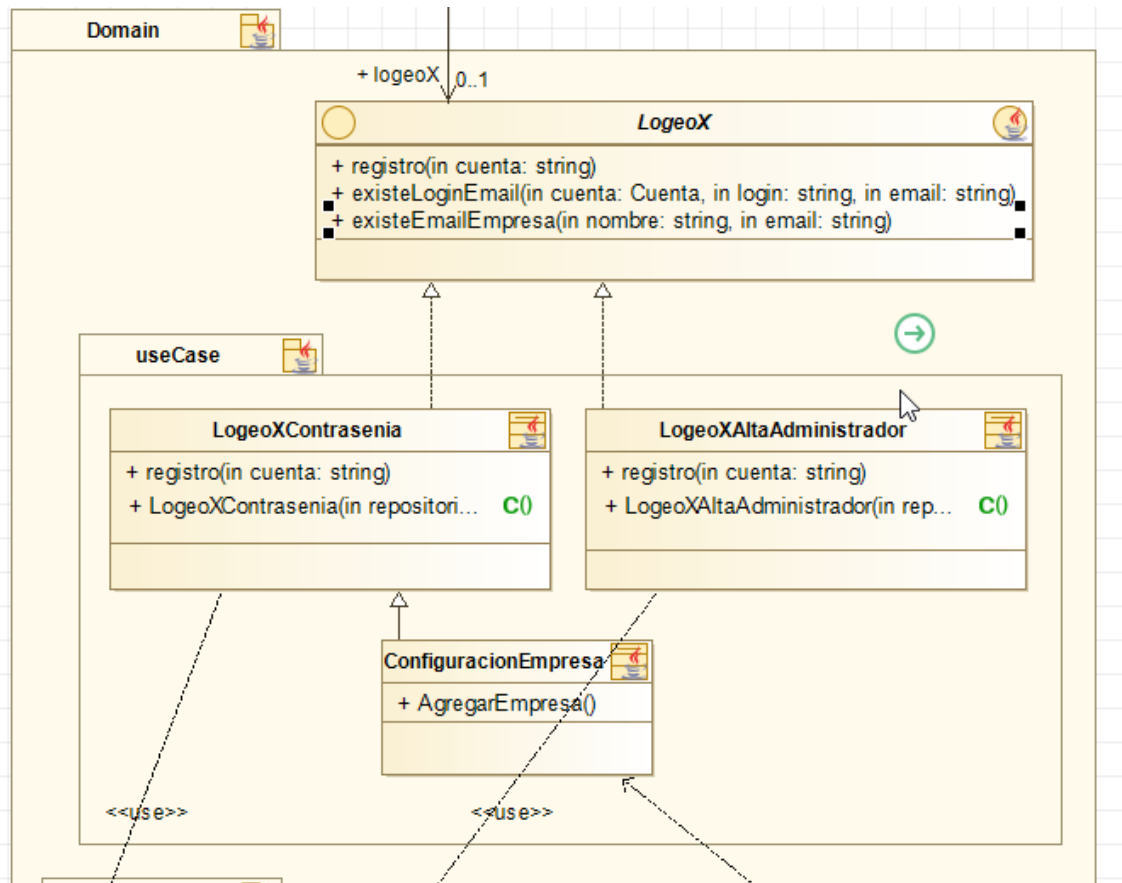 Domain
+ logeoX
0..1
LogeoX
+ registro(in cuenta: string)
+ existeLoginEmail(in cuenta: Cuenta, in login: string, in email: string)
+ existeEmailEmpresa(in nombre: string, in email: string)
useCase
LogeoXContrasenia
+ registro(in cuenta: string)
+ LogeoXContrasenia(in repositori... C()
LogeoXAltaAdministrador
+ registro(in cuenta: string)
+ LogeoXAltaAdministrador(in rep... C()
ConfiguracionEmpresa
+ AgregarEmpresa()
<<use>>
<<use>>